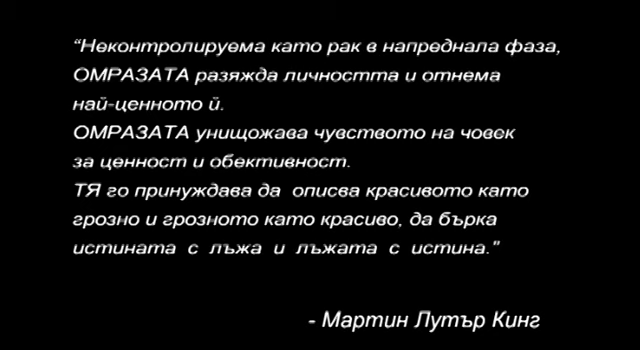 “Неконтролируема като рак в напреднала фаза,
ОМРАЗАТА разяжда личността и отнема
най-ценното й.
ОМРАЗАТА унищожава чувството на човек
за ценност и обективност.
ТЯ го принуждава да описва красивото като
грозно и грозното като красиво, да бърка
истината с лъжа и лъжата с истина."
- Мартин Лутър Кинг